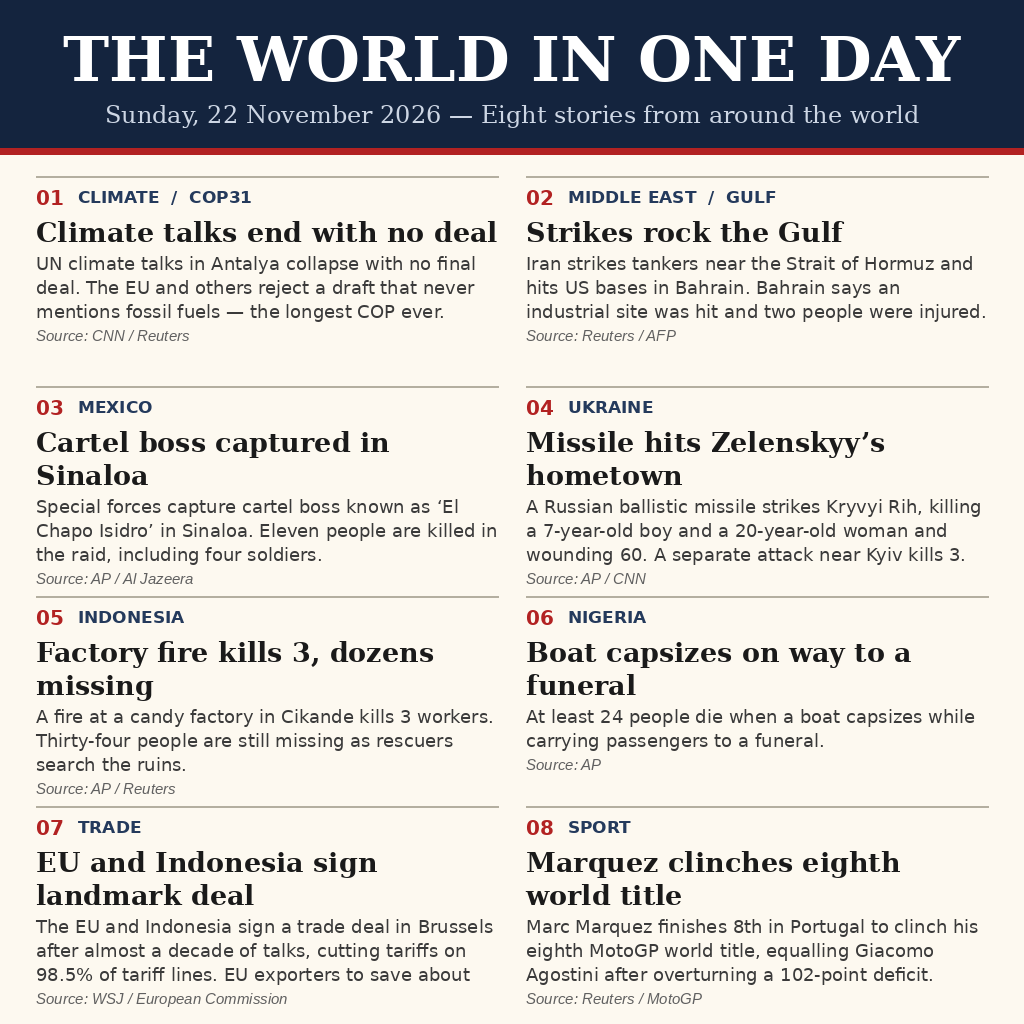 THE WORLD IN ONE DAY
Sunday, 22 November 2026 — Eight stories from around the world
01 CLIMATE / COP31
Climate talks end with no deal
UN climate talks in Antalya collapse with no final
deal. The EU and others reject a draft that never
mentions fossil fuels — the longest COP ever.
Source: CNN / Reuters
02 MIDDLE EAST / GULF
Strikes rock the Gulf
Iran strikes tankers near the Strait of Hormuz and
hits US bases in Bahrain. Bahrain says an
industrial site was hit and two people were injured.
Source: Reuters / AFP
03 MEXICO
Cartel boss captured in
Sinaloa
Special forces capture cartel boss known as ‘El
Chapo Isidro’ in Sinaloa. Eleven people are killed in
the raid, including four soldiers.
Source: AP / Al Jazeera
04 UKRAINE
Missile hits Zelenskyy’s
hometown
A Russian ballistic missile strikes Kryvyi Rih, killing
a 7-year-old boy and a 20-year-old woman and
wounding 60. A separate attack near Kyiv kills 3.
Source: AP / CNN
05 INDONESIA
Factory fire kills 3, dozens
missing
A fire at a candy factory in Cikande kills 3 workers.
Thirty-four people are still missing as rescuers
search the ruins.
Source: AP / Reuters
06 NIGERIA
Boat capsizes on way to a
funeral
At least 24 people die when a boat capsizes while
carrying passengers to a funeral.
Source: AP
07 TRADE
EU and Indonesia sign
landmark deal
The EU and Indonesia sign a trade deal in Brussels
after almost a decade of talks, cutting tariffs on
98.5% of tariff lines. EU exporters to save about
Source: WSJ / European Commission
08 SPORT
Marquez clinches eighth
world title
Marc Marquez finishes 8th in Portugal to clinch his
eighth MotoGP world title, equalling Giacomo
Agostini after overturning a 102-point deficit.
Source: Reuters / MotoGP